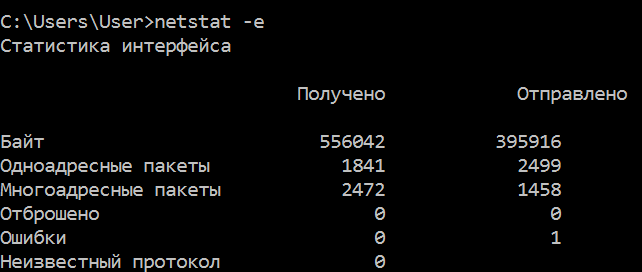 C:\Users\User>netstat -e
Статистика интерфейса
Получено Отправлено
Байт 556042 395916
Одноадресные пакеты 1841 2499
Многоадресные пакеты 2472 1458
Отброшено 0 0
Ошибки 0 1
Неизвестный протокол 0